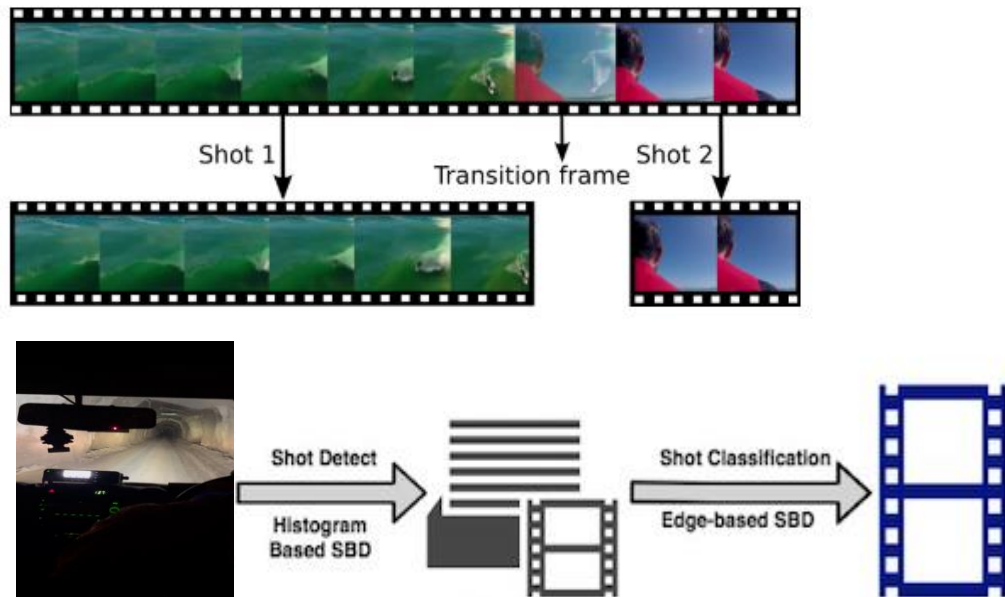 Shot 1
Transition frame
Shot 2
Shot Detect
Histogram
Based SBD
Shot Classification
Edge-based SBD